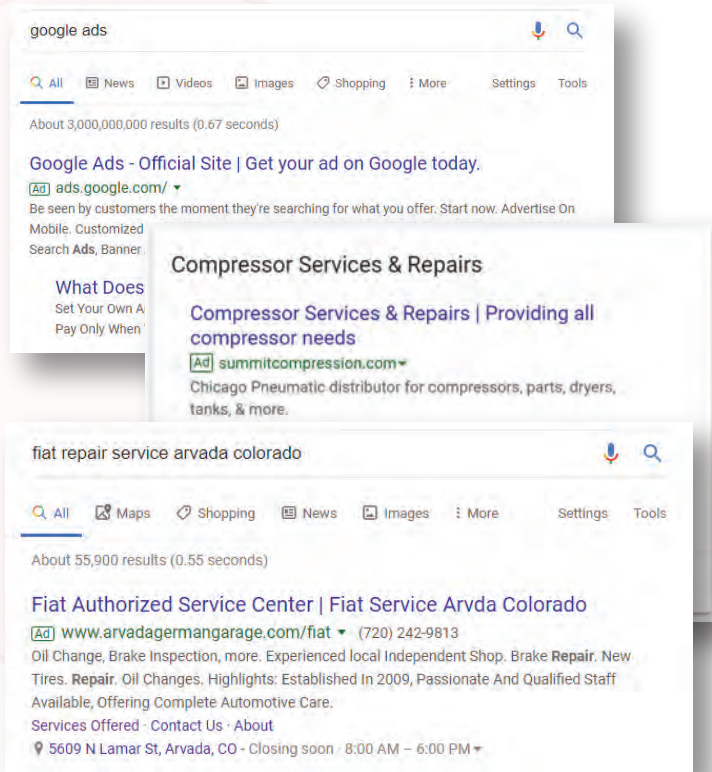 google ads
All News Videos Images Shopping More Settings Tools
About 3,000,000,000 results (0.67 seconds)
Google Ads - Official Site | Get your ad on Google today.
Ad ads.google.com/
Be seen by customers the moment they're searching for what you offer. Start now. Advertise On
Mobile. Customized
Search Ads, Banner
What Does
Set Your Own A
Pay Only When
Compressor Services & Repairs
Compressor Services & Repairs | Providing all
compressor needs
Ad summitcompression.com
Chicago Pneumatic distributor for compressors, parts, dryers,
tanks, & more.
fiat repair service arvada colorado
All Maps Shopping News Images More Settings Tools
About 55,900 results (0.55 seconds)
Fiat Authorized Service Center | Fiat Service Arvda Colorado
Ad www.arvadagermangarage.com/fiat (720) 242-9813
Oil Change, Brake Inspection, more. Experienced local Independent Shop. Brake Repair. New
Tires. Repair. Oil Changes. Highlights: Established In 2009, Passionate And Qualified Staff
Available, Offering Complete Automotive Care.
Services Offered · Contact Us · About
5609 N Lamar St, Arvada, CO - Closing soon · 8:00 AM – 6:00 PM